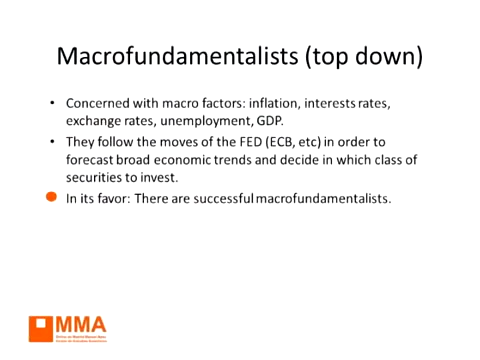 Macrofundamentalists (top down)
• Concerned with macro factors: inflation, interests rates,
exchange rates, unemployment, GDP.
• They follow the moves of the FED (ECB, etc) in order to
forecast broad economic trends and decide in which class of
securities to invest.
In its favor: There are successful macrofundamentalists.
MMA